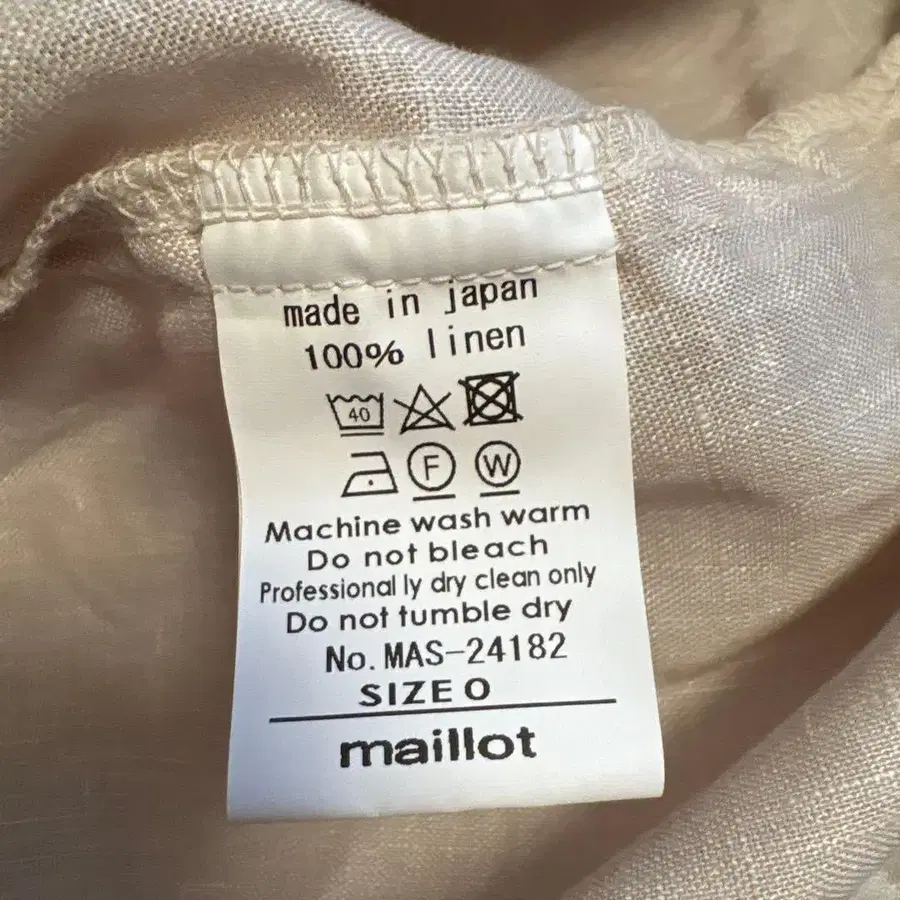 made in japan
100% linen
40
F W
Machine wash warm
Do not bleach
Professional ly dry clean only
Do not tumble dry
No. MAS-24182
SIZE O
maillot